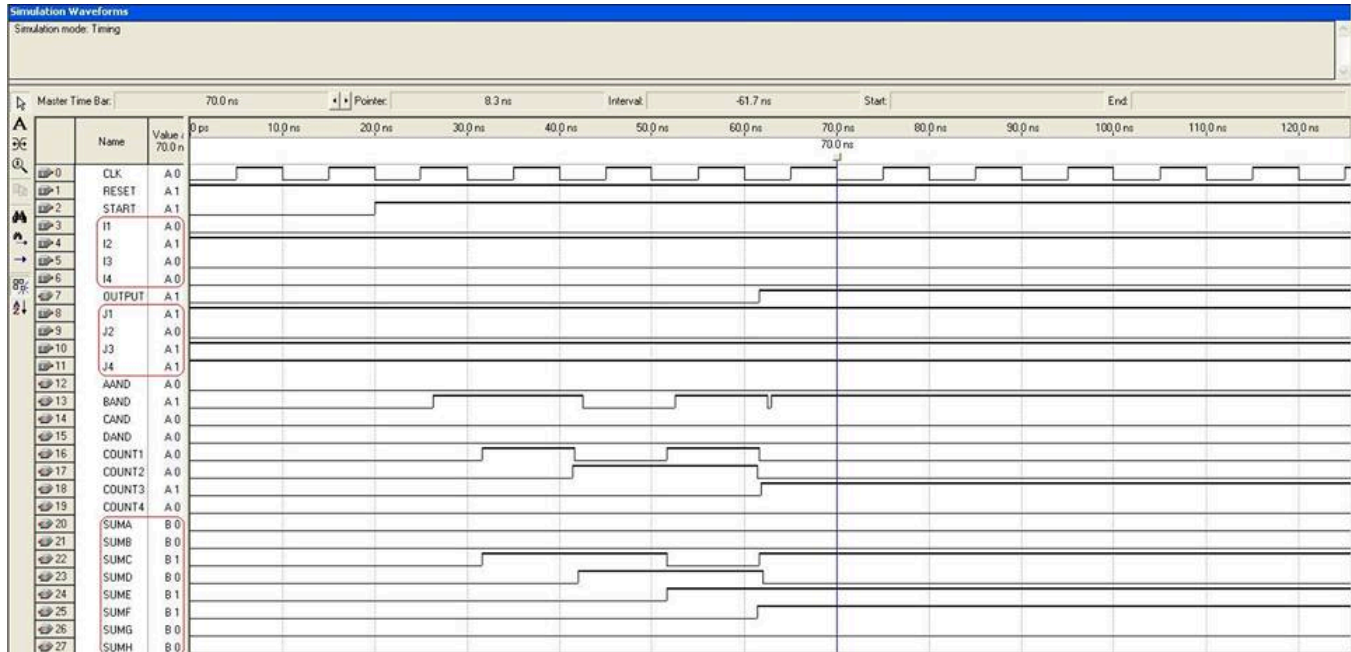 Simulation Waveforms
Simulation mode: Timing
Master Time Bar: 70.0 ns Pointer: 8.3 ns Interval: -61.7 ns Start: End:
Name Value 70.0 n
0 ps 10.0 ns 20.0 ns 30.0 ns 40.0 ns 50.0 ns 60.0 ns 70.0 ns 80.0 ns 90.0 ns 100.0 ns 110.0 ns 120.0 ns
70.0 ns
0 CLK A 0
1 RESET A 1
2 START A 1
3 I1 A 0
4 I2 A 1
5 I3 A 0
6 I4 A 0
7 OUTPUT A 1
8 J1 A 1
9 J2 A 0
10 J3 A 1
11 J4 A 1
12 AAND A 0
13 BAND A 1
14 CAND A 0
15 DAND A 0
16 COUNT1 A 0
17 COUNT2 A 0
18 COUNT3 A 1
19 COUNT4 A 0
20 SUMA B 0
21 SUMB B 0
22 SUMC B 1
23 SUMD B 0
24 SUME B 1
25 SUMF B 1
26 SUMG B 0
27 SUMH B 0